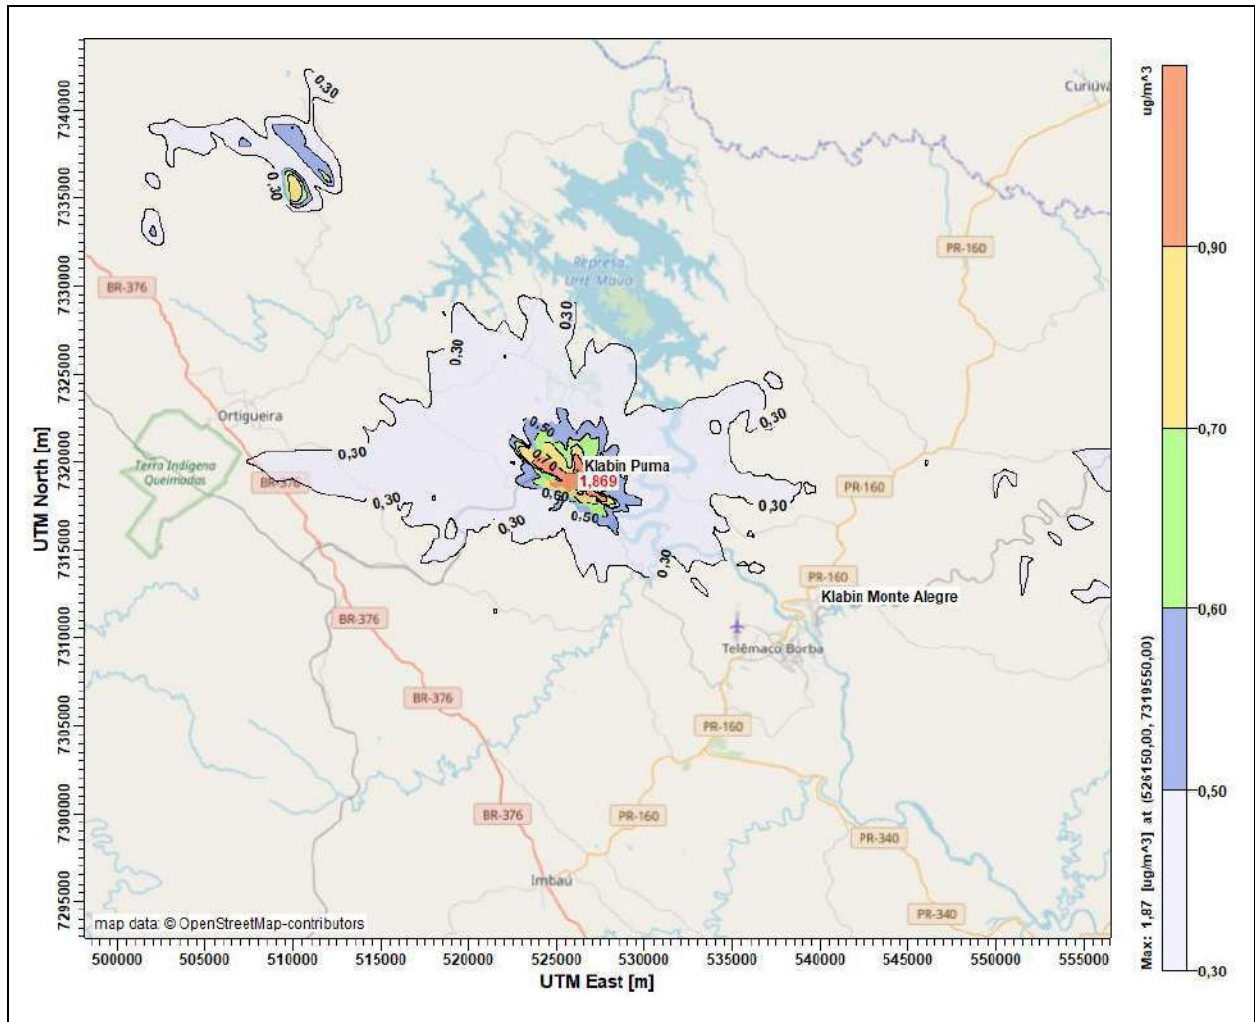 ug/m^3
Curiúva
7340000
0,30
7335000
0,30
PR-160
Represa
UHE Mauá
BR-376
7330000
0,30
0,30
7325000
Ortigueira
0,30
0,50
0,30
Terra Indígena
Queimadas
BR-376
7320000
0,70
Klabin Puma
1,869
0,60
0,50
0,30
0,30
0,30
PR-160
UTM North [m]
7315000
0,30
PR-160
Klabin Monte Alegre
BR-376
7310000
Telêmaco Borba
BR-376
7305000
PR-160
BR-376
7300000
PR-160
PR-340
Imbaú
7295000
PR-340
map data: © OpenStreetMap-contributors
500000 505000 510000 515000 520000 525000 530000 535000 540000 545000 550000 555000
UTM East [m]
0,90
0,70
0,60
0,50
0,30
Max: 1,87 [ug/m^3] at (526150,00, 7319550,00)